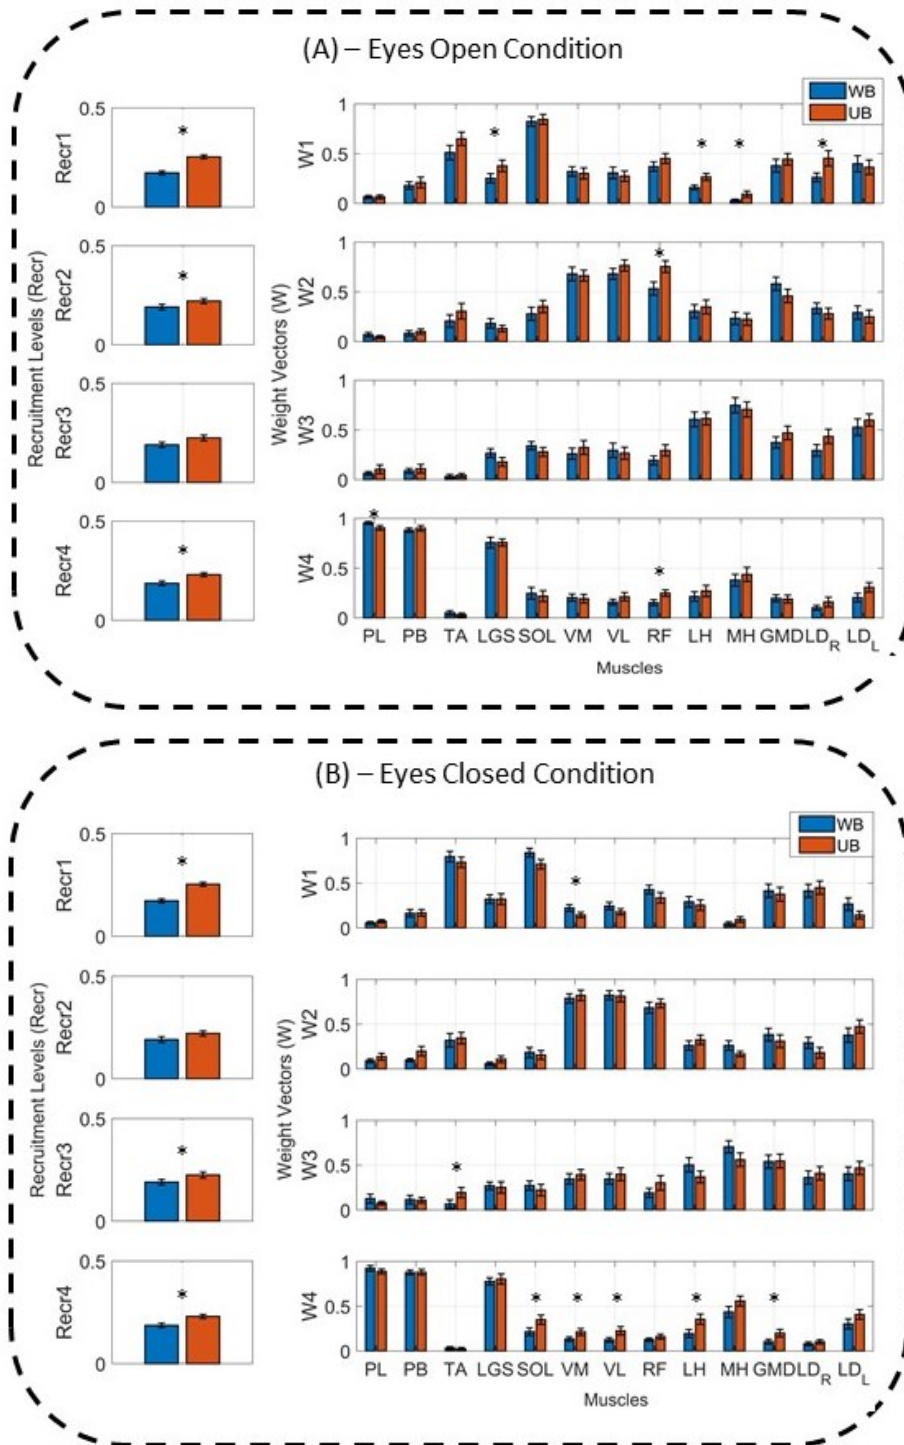 (A) – Eyes Open Condition
WB
UB
Recruitment Levels (Recr)
Recr1
0.5
0
*
Recr2
0.5
0
*
Recr3
0.5
0
Recr4
0.5
0
*
Weight Vectors (W)
W1
1
0.5
0
* * * *
W2
1
0.5
0
*
W3
1
0.5
0
W4
1
0.5
0
* *
PL PB TA LGS SOL VM VL RF LH MH GMD LD_R LD_L
Muscles
(B) – Eyes Closed Condition
WB
UB
Recruitment Levels (Recr)
Recr1
0.5
0
*
Recr2
0.5
0
Recr3
0.5
0
*
Recr4
0.5
0
*
Weight Vectors (W)
W1
1
0.5
0
*
W2
1
0.5
0
W3
1
0.5
0
*
W4
1
0.5
0
* * * * *
PL PB TA LGS SOL VM VL RF LH MH GMD LD_R LD_L
Muscles